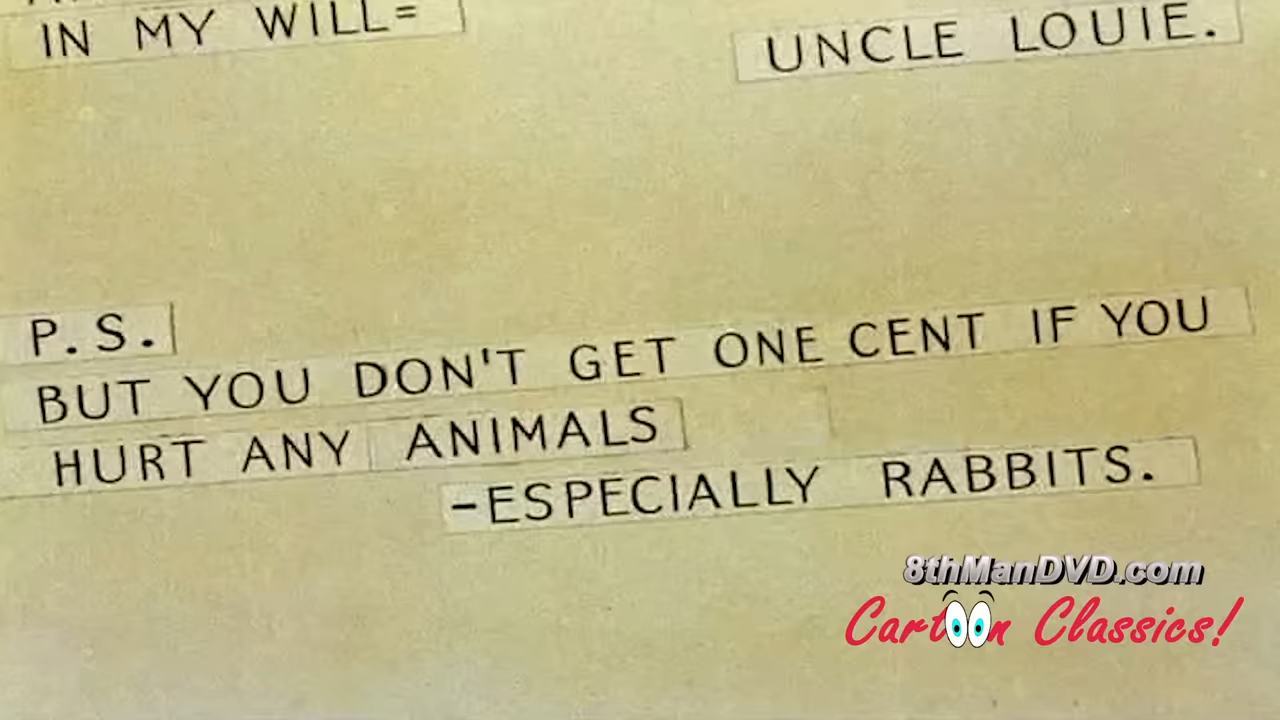 IN MY WILL=
UNCLE LOUIE.
P.S.
BUT YOU DON'T GET ONE CENT IF YOU
HURT ANY ANIMALS
-ESPECIALLY RABBITS.
8thManDVD.com
Cartoon Classics!